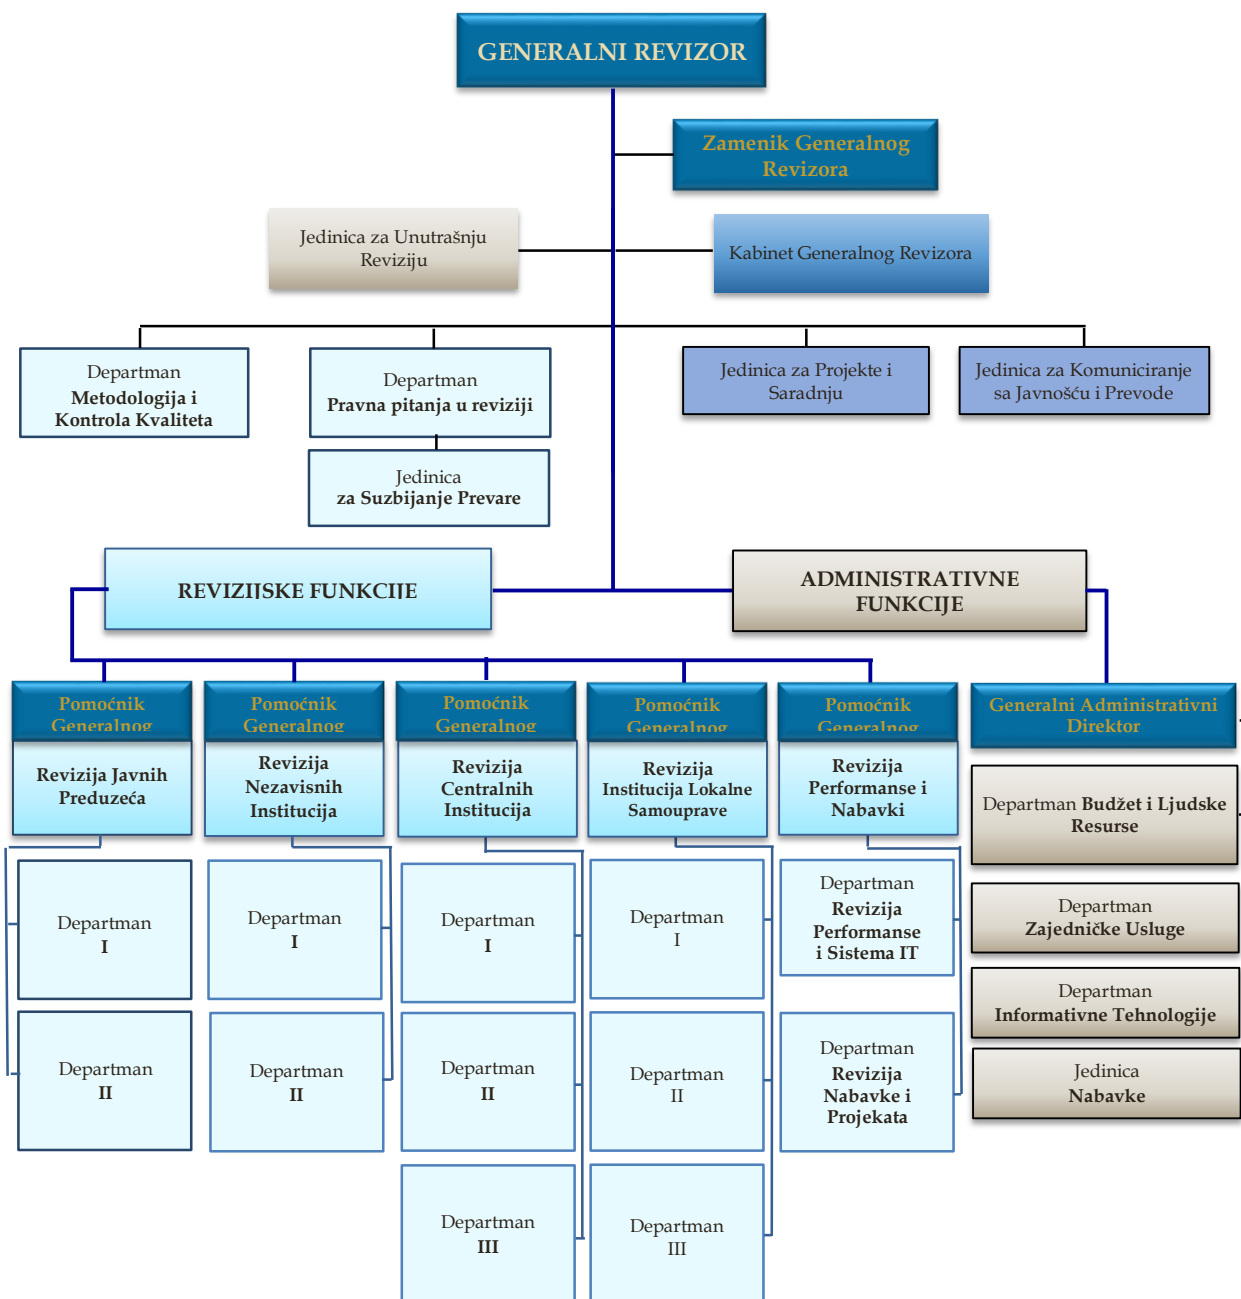 GENERALNI REVIZOR
Zamenik Generalnog
Revizora
Jedinica za Unutrašnju
Reviziju
Kabinet Generalnog Revizora
Departman
Metodologija i
Kontrola Kvaliteta
Departman
Pravna pitanja u reviziji
Jedinica
za Suzbijanje Prevare
Jedinica za Projekte i
Saradnju
Jedinica za Komuniciranje
sa Javnošću i Prevode
REVIZIJSKE FUNKCIJE
ADMINISTRATIVNE
FUNKCIJE
Pomoćnik
Generalnog
Revizija Javnih
Preduzeća
Departman
I
Departman
II
Pomoćnik
Generalnog
Revizija
Nezavisnih
Institucija
Departman
I
Departman
II
Pomoćnik
Generalnog
Revizija
Centralnih
Institucija
Departman
I
Departman
II
Departman
III
Pomoćnik
Generalnog
Revizija
Institucija Lokalne
Samouprave
Departman
I
Departman
II
Departman
III
Pomoćnik
Generalnog
Revizija
Performanse i
Nabavki
Departman
Revizija
Performanse
i Sistema IT
Departman
Revizija
Nabavke i
Projekata
Generalni Administrativni
Direktor
Departman Budžet i Ljudske
Resurse
Departman
Zajedničke Usluge
Departman
Informativne Tehnologije
Jedinica
Nabavke